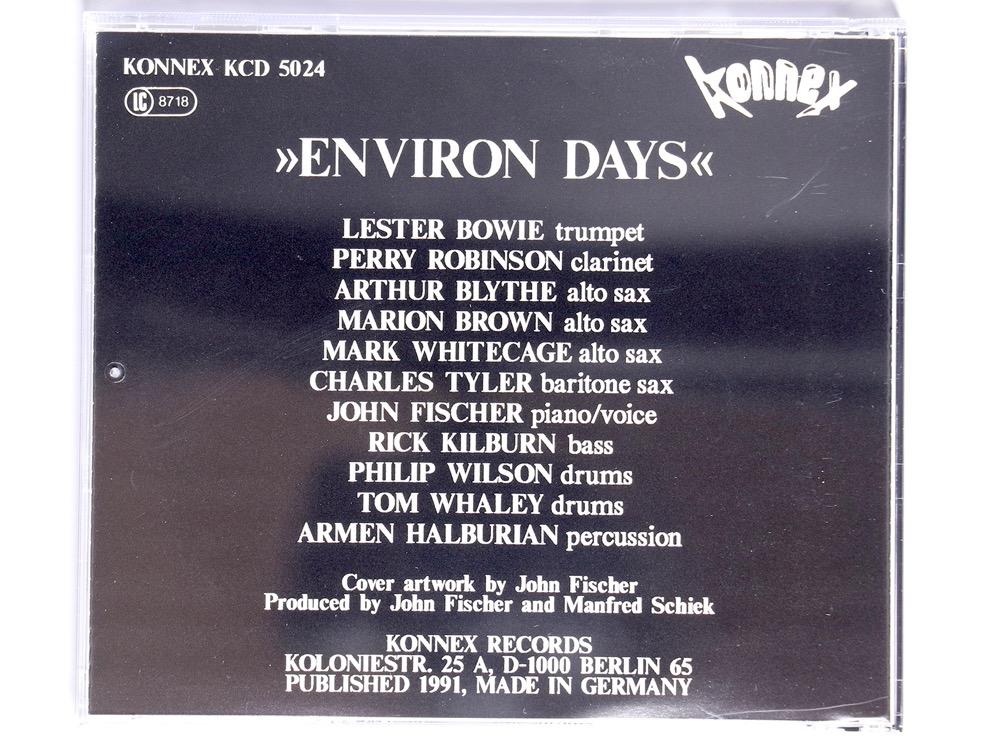 KONNEX KCD 5024
LC 8718
Konnex
»ENVIRON DAYS«
LESTER BOWIE trumpet
PERRY ROBINSON clarinet
ARTHUR BLYTHE alto sax
MARION BROWN alto sax
MARK WHITECAGE alto sax
CHARLES TYLER baritone sax
JOHN FISCHER piano/voice
RICK KILBURN bass
PHILIP WILSON drums
TOM WHALEY drums
ARMEN HALBURIAN percussion
Cover artwork by John Fischer
Produced by John Fischer and Manfred Schiek
KONNEX RECORDS
KOLONIESTR. 25 A, D-1000 BERLIN 65
PUBLISHED 1991, MADE IN GERMANY